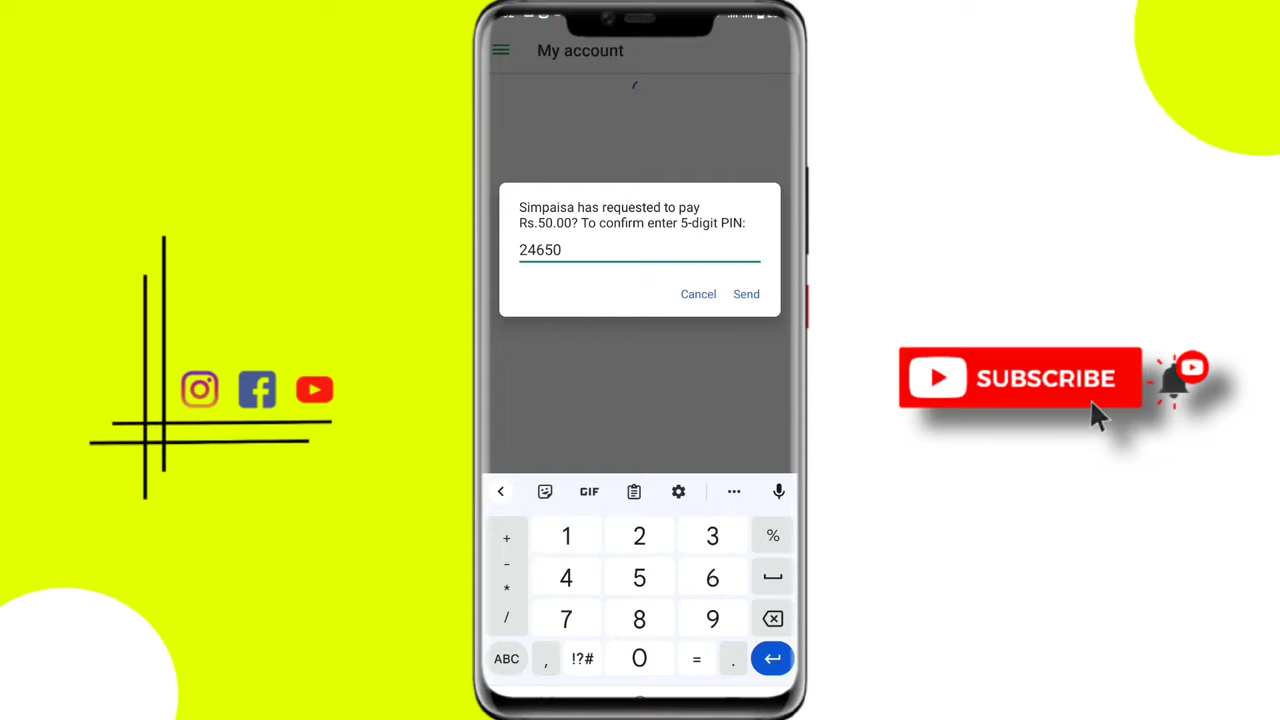 My account
Simpaisa has requested to pay
Rs.50.00? To confirm enter 5-digit PIN:
24650
Cancel Send
SUBSCRIBE
GIF
+ 1 2 3 %
- 4 5 6
*
/ 7 8 9
ABC , !?# 0 = .